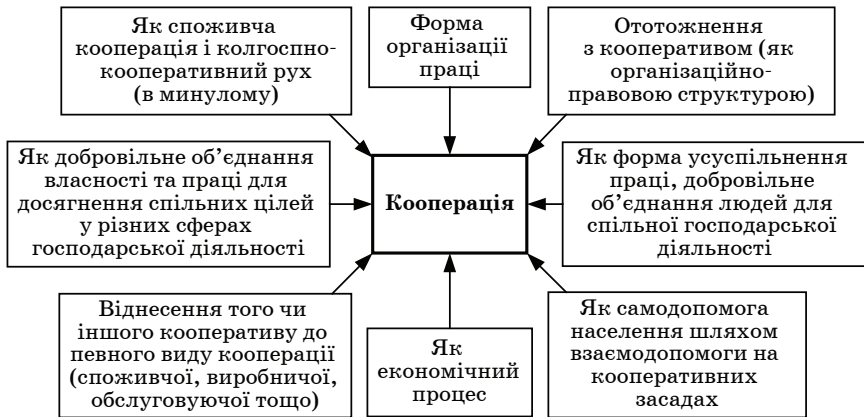 Як споживча
кооперація і колгоспно-
кооперативний рух
(в минулому)
Форма
організації
праці
Ототожнення
з кооперативом (як
організаційно-
правовою структурою)
Як добровільне об’єднання
власності та праці для
досягнення спільних цілей
у різних сферах
господарської діяльності
Кооперація
Як форма усуспільнення
праці, добровільне
об’єднання людей для
спільної господарської
діяльності
Віднесення того чи
іншого кооперативу до
певного виду кооперації
(споживчої, виробничої,
обслуговуючої тощо)
Як
економічний
процес
Як самодопомога
населення шляхом
взаємодопомоги на
кооперативних
засадах